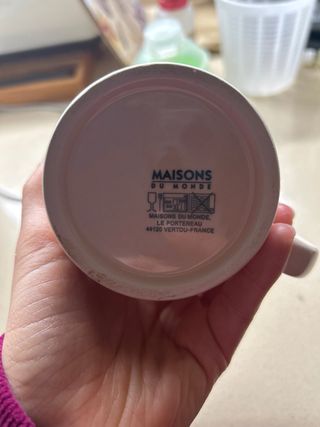 MAISONS
DU MONDE
MAISONS DU MONDE,
LE PORTEREAU
44120 VERTOU-FRANCE